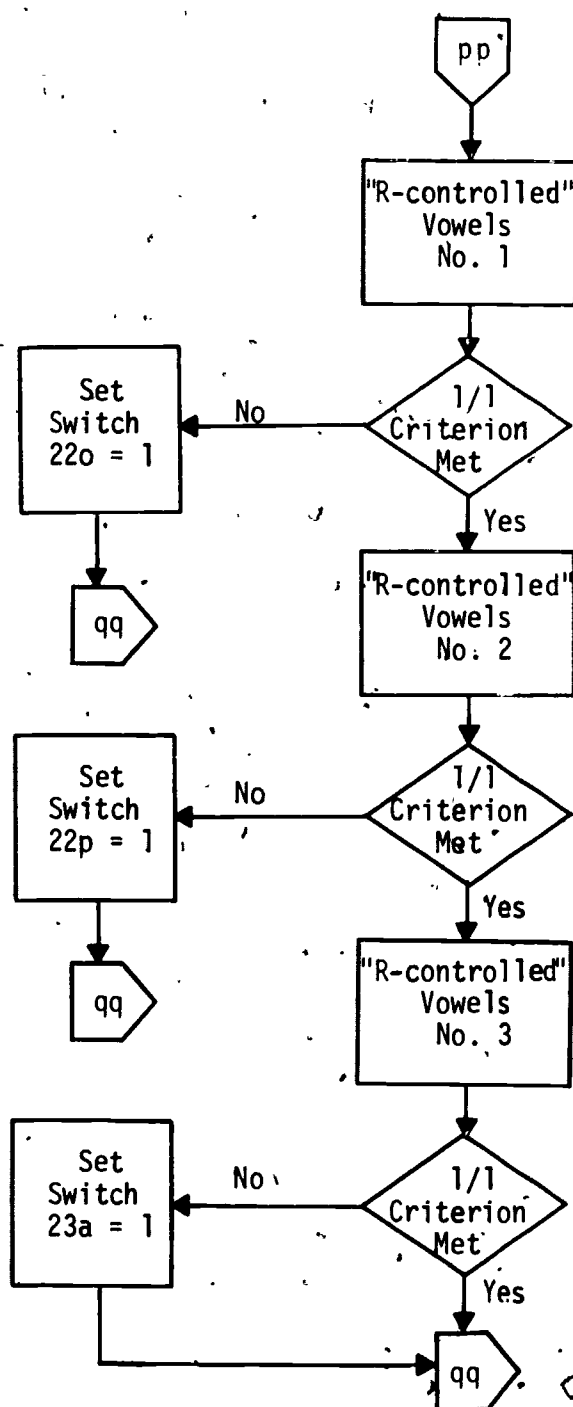 pp
"R-controlled"
Vowels
No. 1
1/1
Criterion
Met
No
Set
Switch
22o = 1
qq
Yes
"R-controlled"
Vowels
No. 2
1/1
Criterion
Met
No
Set
Switch
22p = 1
qq
Yes
"R-controlled"
Vowels
No. 3
1/1
Criterion
Met
No
Set
Switch
23a = 1
Yes
qq